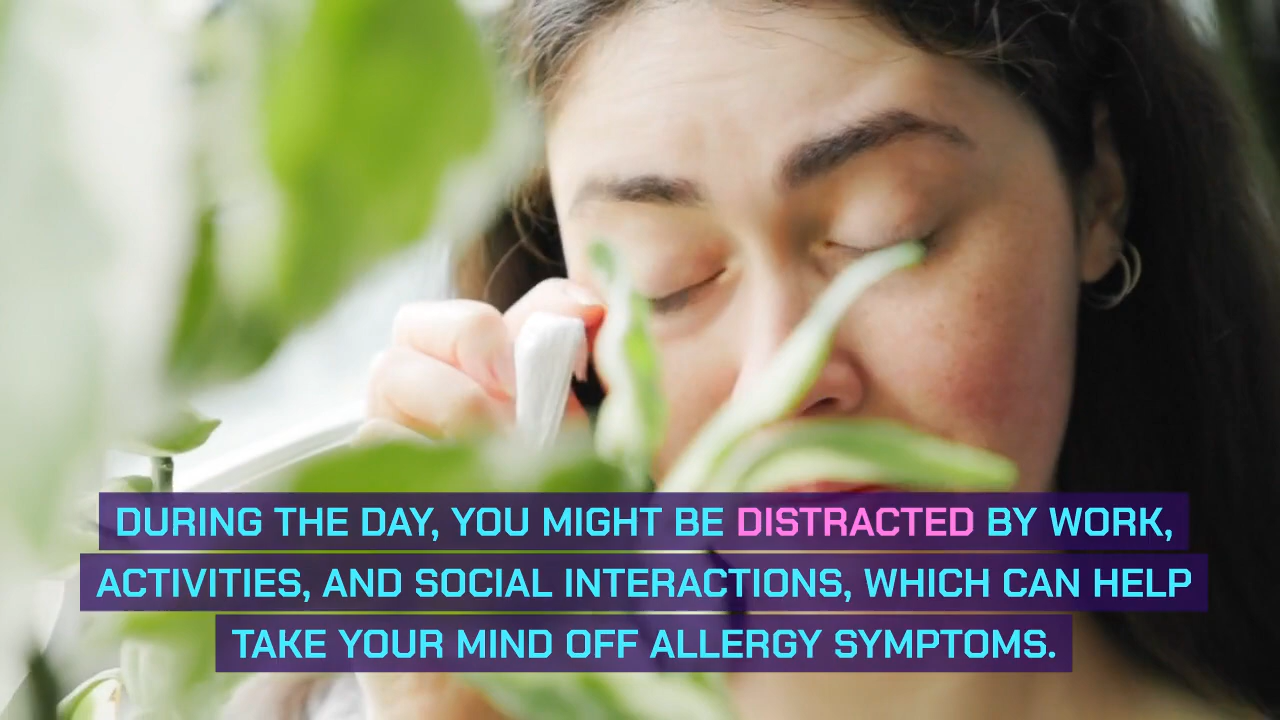 DURING THE DAY, YOU MIGHT BE DISTRACTED BY WORK,
ACTIVITIES, AND SOCIAL INTERACTIONS, WHICH CAN HELP
TAKE YOUR MIND OFF ALLERGY SYMPTOMS.